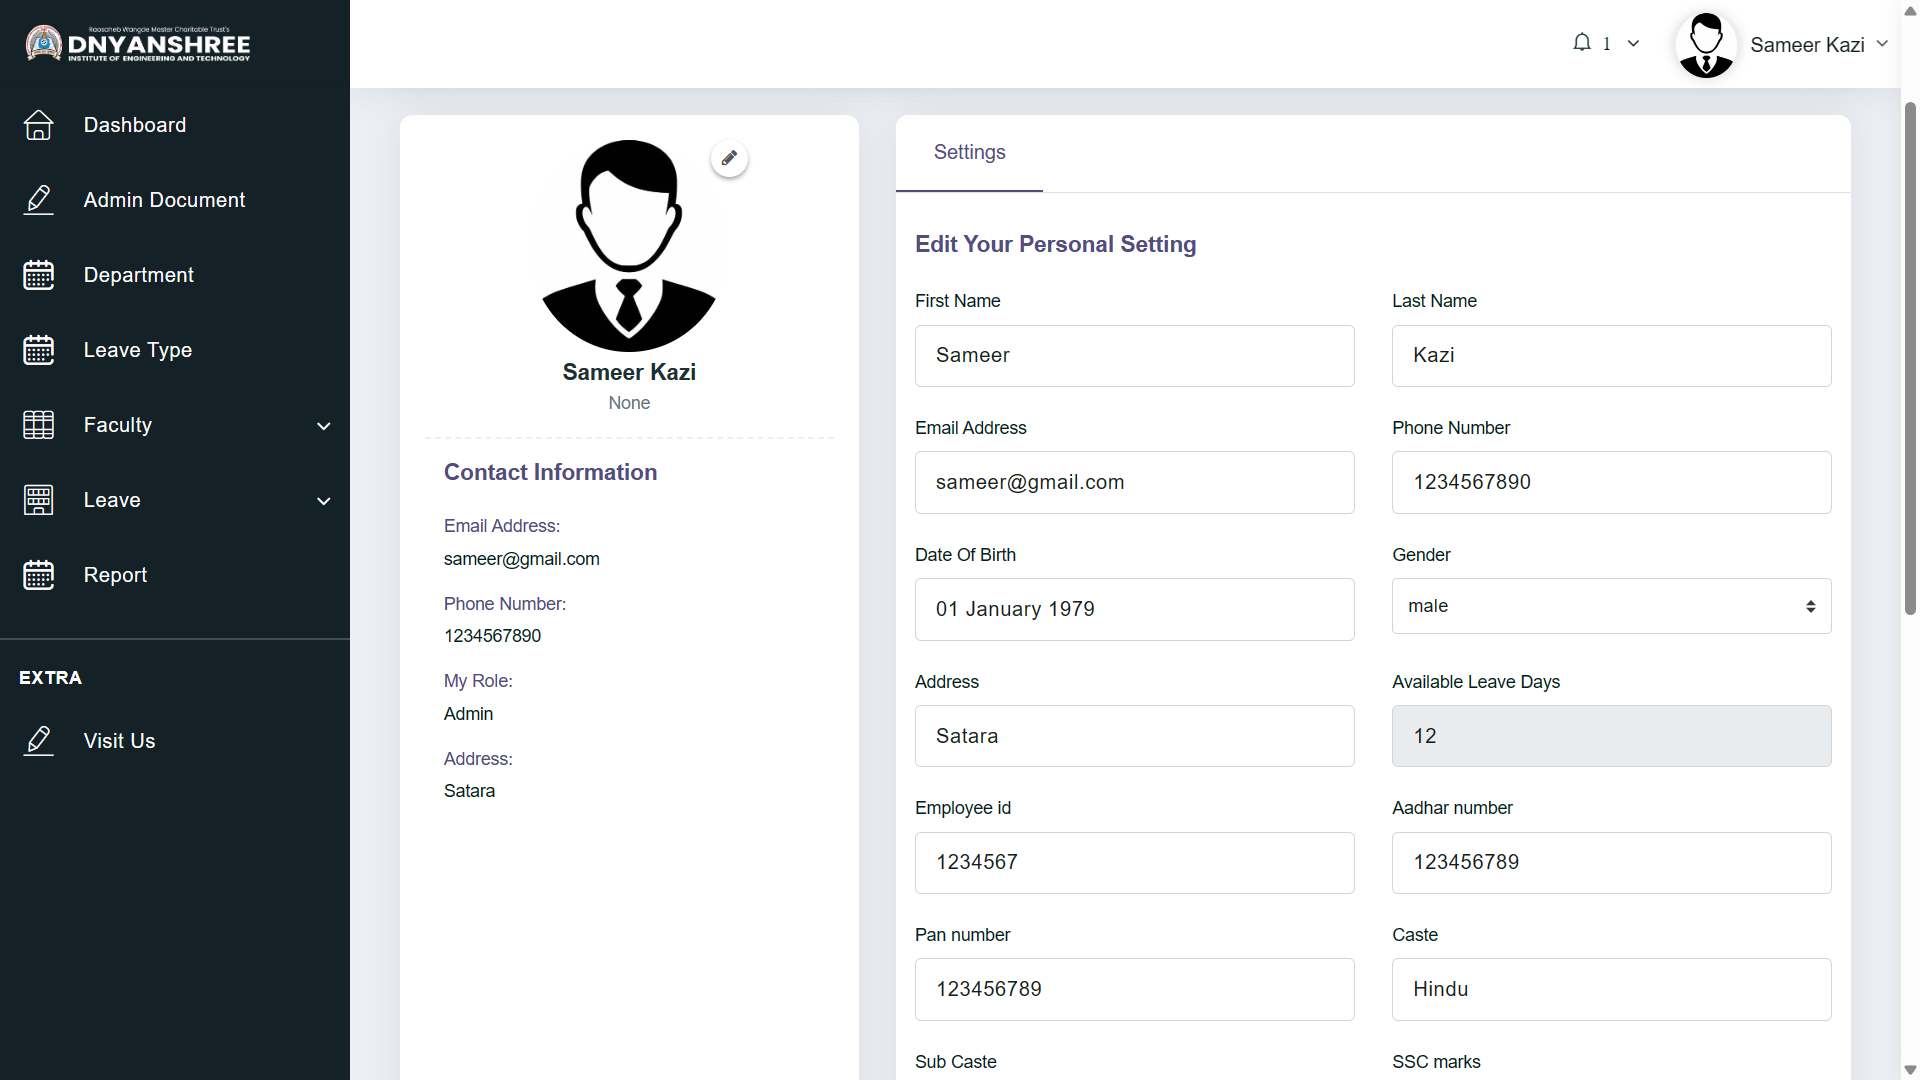 Raosaheb Wangde Master Charitable Trust's
DNYANSHREE
INSTITUTE OF ENGINEERING AND TECHNOLOGY
1
Sameer Kazi
Dashboard
Admin Document
Department
Leave Type
Faculty
Leave
Report
EXTRA
Visit Us
Sameer Kazi
None
Contact Information
Email Address:
sameer@gmail.com
Phone Number:
1234567890
My Role:
Admin
Address:
Satara
Settings
Edit Your Personal Setting
First Name
Last Name
Sameer
Kazi
Email Address
Phone Number
sameer@gmail.com
1234567890
Date Of Birth
Gender
01 January 1979
male
Address
Available Leave Days
Satara
12
Employee id
Aadhar number
1234567
123456789
Pan number
Caste
123456789
Hindu
Sub Caste
SSC marks